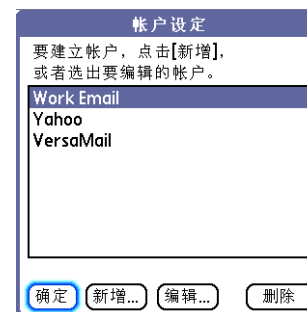 帐户设定
要建立帐户，点击[新增]，
或者选出要编辑的帐户。
Work Email
Yahoo
VersaMail
确定 新增... 编辑... 删除